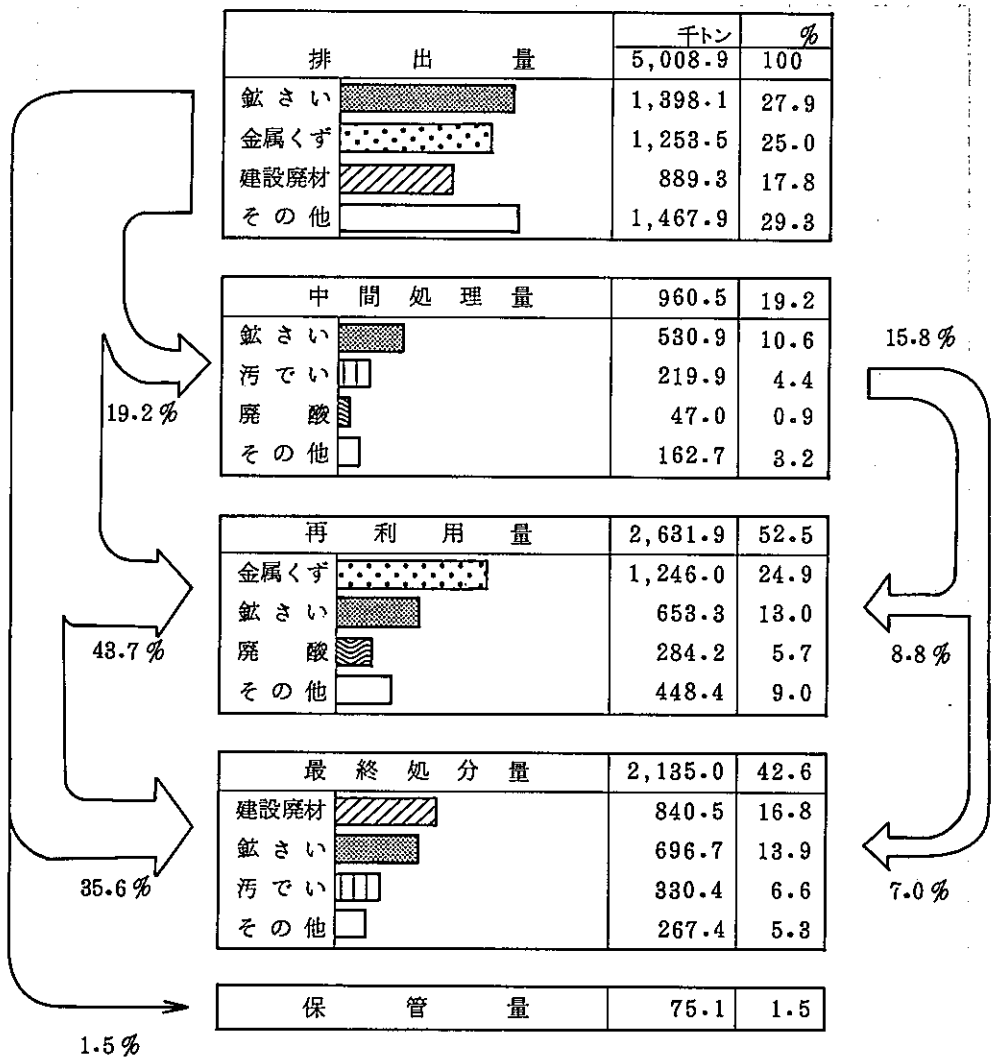 千トン %
排出量 5,008.9 100
鉱さい 1,398.1 27.9
金属くず 1,253.5 25.0
建設廃材 889.3 17.8
その他 1,467.9 29.3
中間処理量 960.5 19.2
鉱さい 530.9 10.6
15.8%
汚でい 219.9 4.4
19.2%
廃酸 47.0 0.9
その他 162.7 3.2
再利用量 2,631.9 52.5
金属くず 1,246.0 24.9
鉱さい 653.3 13.0
43.7%
廃酸 284.2 5.7
8.8%
その他 448.4 9.0
最終処分量 2,135.0 42.6
建設廃材 840.5 16.8
鉱さい 696.7 13.9
35.6%
汚でい 330.4 6.6
7.0%
その他 267.4 5.3
保管量 75.1 1.5
1.5%